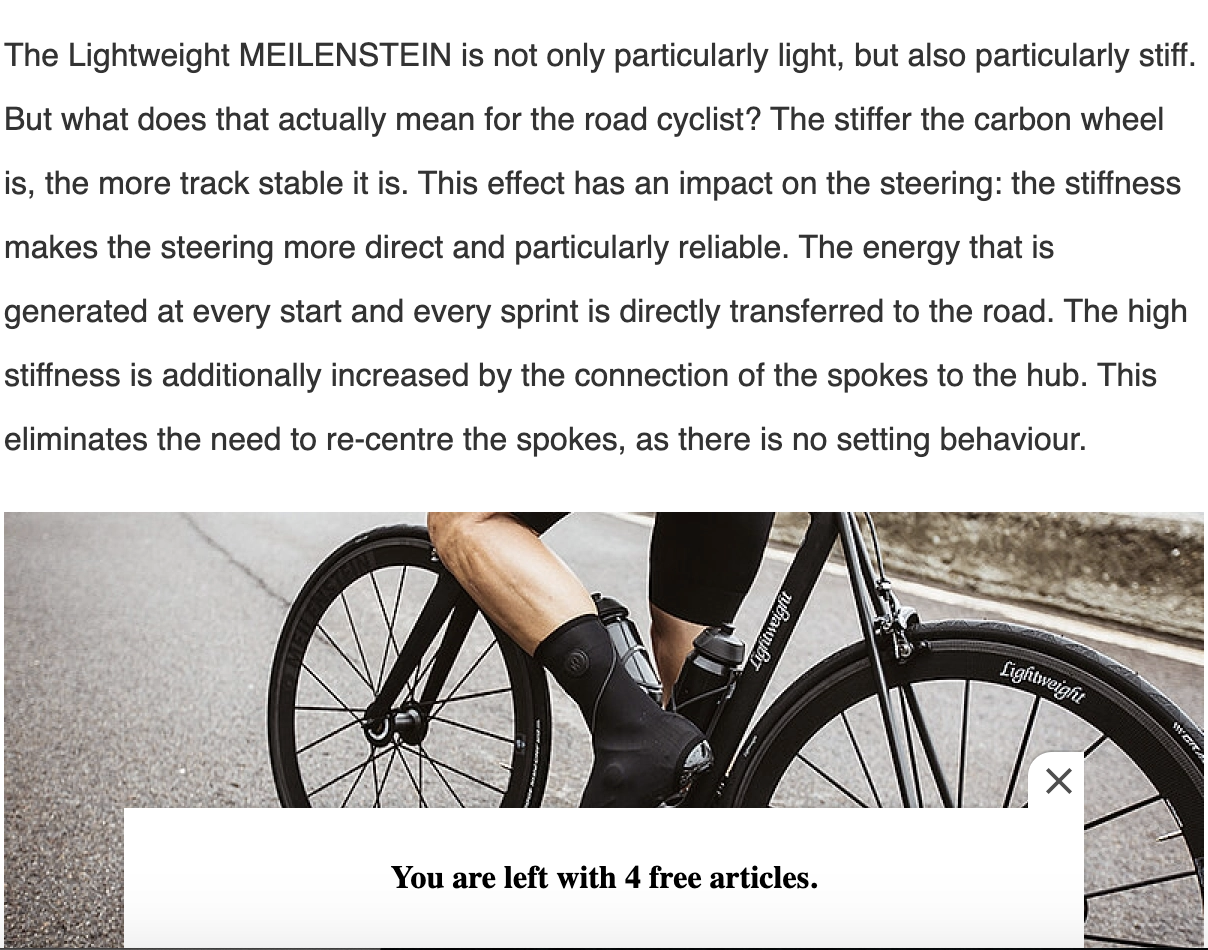 The Lightweight MEILENSTEIN is not only particularly light, but also particularly stiff.
But what does that actually mean for the road cyclist? The stiffer the carbon wheel
is, the more track stable it is. This effect has an impact on the steering: the stiffness
makes the steering more direct and particularly reliable. The energy that is
generated at every start and every sprint is directly transferred to the road. The high
stiffness is additionally increased by the connection of the spokes to the hub. This
eliminates the need to re-centre the spokes, as there is no setting behaviour.
MEILENSTEIN
Lightweight
Lightweight
You are left with 4 free articles.